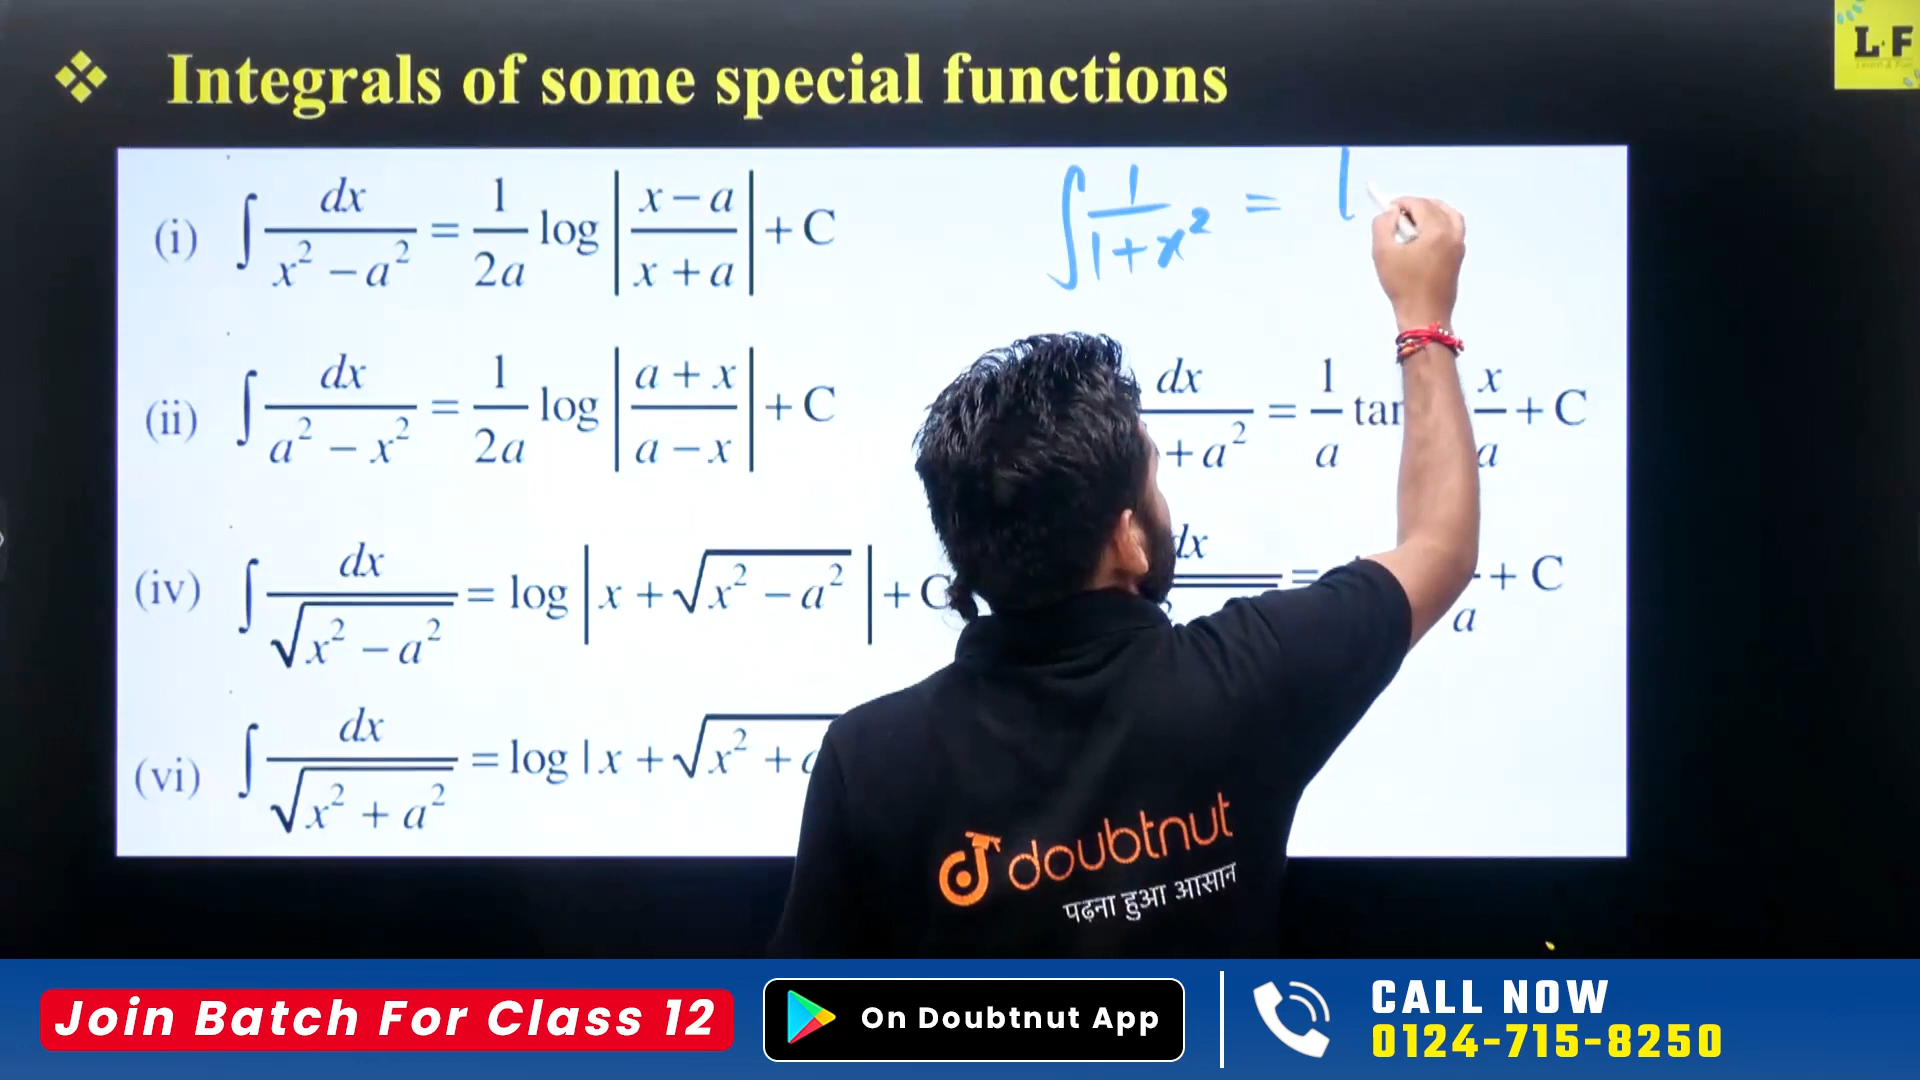 L·F
❖ Integrals of some special functions
(i) ∫ dx / (x² − a²) = 1/2a log |(x − a)/(x + a)| + C
∫ 1/(1 + x²) =
(ii) ∫ dx / (a² − x²) = 1/2a log |(a + x)/(a − x)| + C
dx / + a² = 1/a x/a + C
(iv) ∫ dx / √(x² − a²) = log |x + √(x² − a²)| + C
dx = a + C
(vi) ∫ dx / √(x² + a²) = log |x + √x² +
doubtnut
पढ़ना हुआ आसान
Join Batch For Class 12
On Doubtnut App
CALL NOW
0124-715-8250